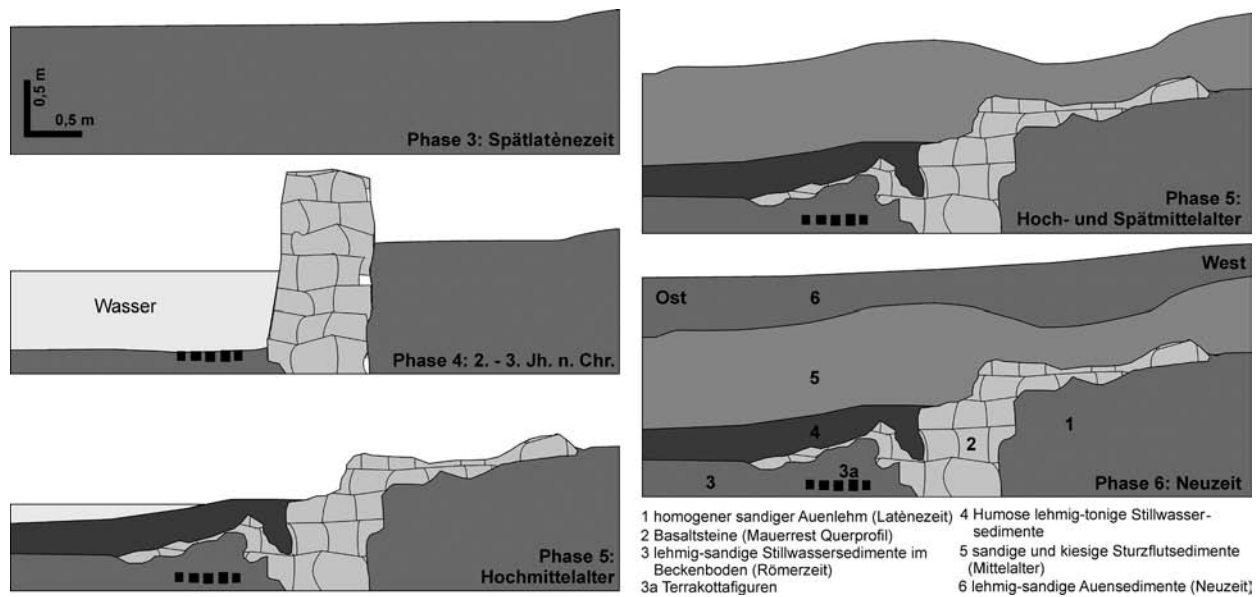 0,5 m
0,5 m
Phase 3: Spätlatènezeit
Wasser
Phase 4: 2. - 3. Jh. n. Chr.
Phase 5:
Hochmittelalter
Phase 5:
Hoch- und Spätmittelalter
Ost
West
6
5
4
3
3a
2
1
Phase 6: Neuzeit
1 homogener sandiger Auenlehm (Latènezeit)
2 Basaltsteine (Mauerrest Querprofil)
3 lehmig-sandige Stillwassersedimente im
Beckenboden (Römerzeit)
3a Terrakottafiguren
4 Humose lehmig-tonige Stillwasser-
sedimente
5 sandige und kiesige Sturzflutsedimente
(Mittelalter)
6 lehmig-sandige Auensedimente (Neuzeit)